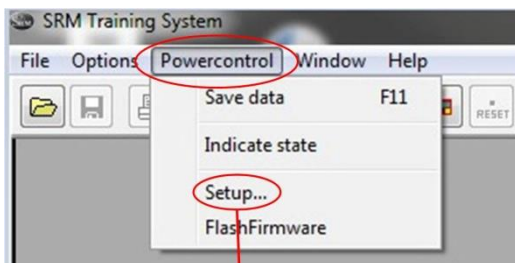 SRM Training System
File Options Powercontrol Window Help
Save data F11
RESET
Indicate state
Setup...
FlashFirmware